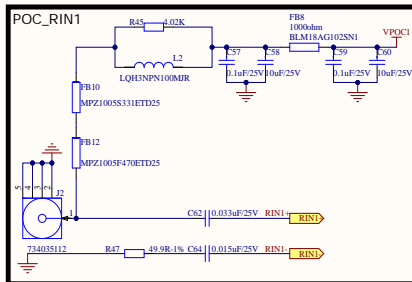 POC_RIN1
R45 4.02K
L2
LQH3NPN100MJR
FB8
1000ohm
BLM18AG102SN1
VPOC1
C57 C58 C59 C60
0.1uF/25V 10uF/25V 0.1uF/25V 10uF/25V
FB10
MPZ1005S331ETD25
FB12
MPZ1005F470ETD25
J2
5 4 3 2
1
C62 0.033uF/25V RIN1+ RIN1+
734035112 R47 49.9R-1% C64 0.015uF/25V RIN1- RIN1-